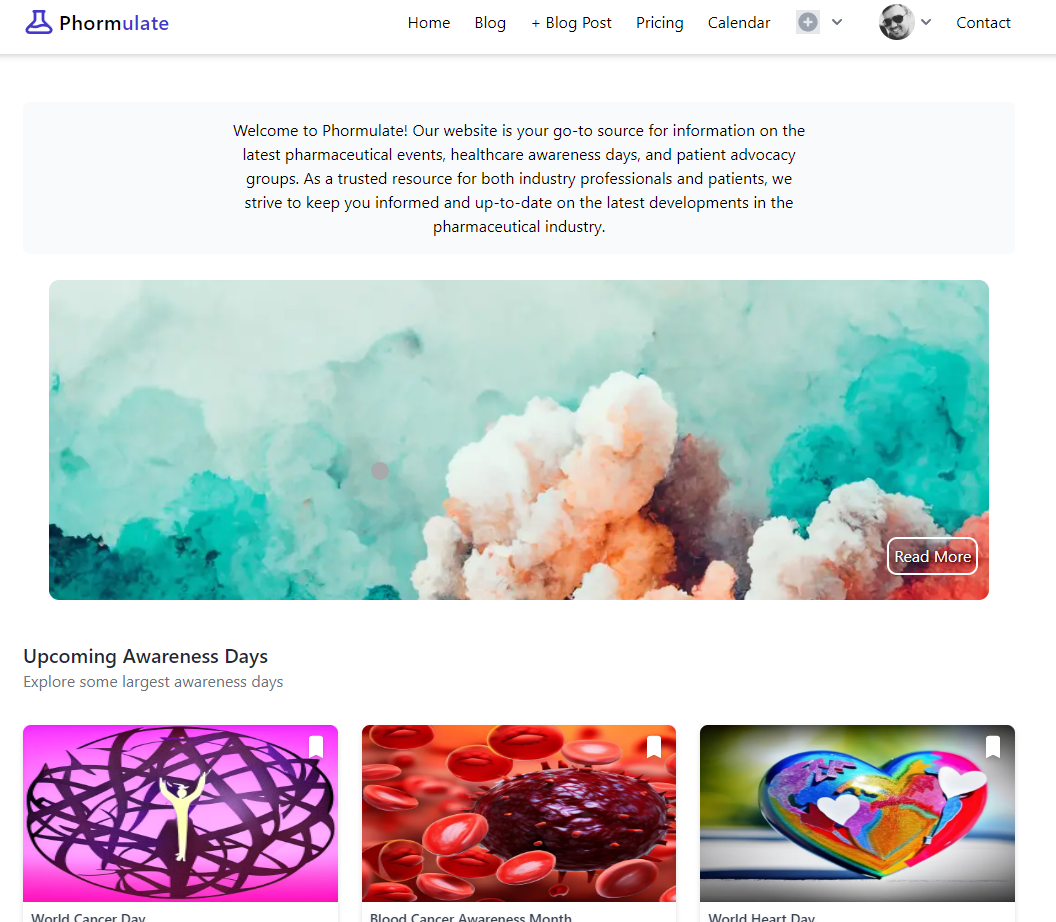 Phormulate
Home Blog + Blog Post Pricing Calendar Contact
Welcome to Phormulate! Our website is your go-to source for information on the
latest pharmaceutical events, healthcare awareness days, and patient advocacy
groups. As a trusted resource for both industry professionals and patients, we
strive to keep you informed and up-to-date on the latest developments in the
pharmaceutical industry.
Read More
Upcoming Awareness Days
Explore some largest awareness days
World Cancer Day
Blood Cancer Awareness Month
World Heart Day